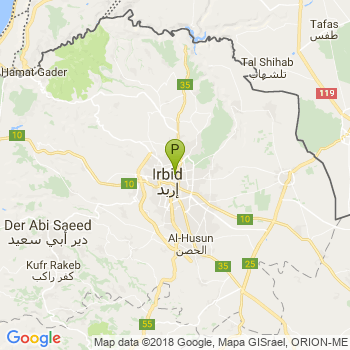 Tafas
طفس
Tal Shihab
تلشهاب
Hamat Gader
35
119
P
10
Irbid
إربد
10
Der Abi Saeed
دير أبي سعيد
10
Al-Husun
الحصن
Kufr Rakeb
كفر راكب
35
25
55
Google
Map data ©2018 Google, Mapa GISrael, ORION-ME